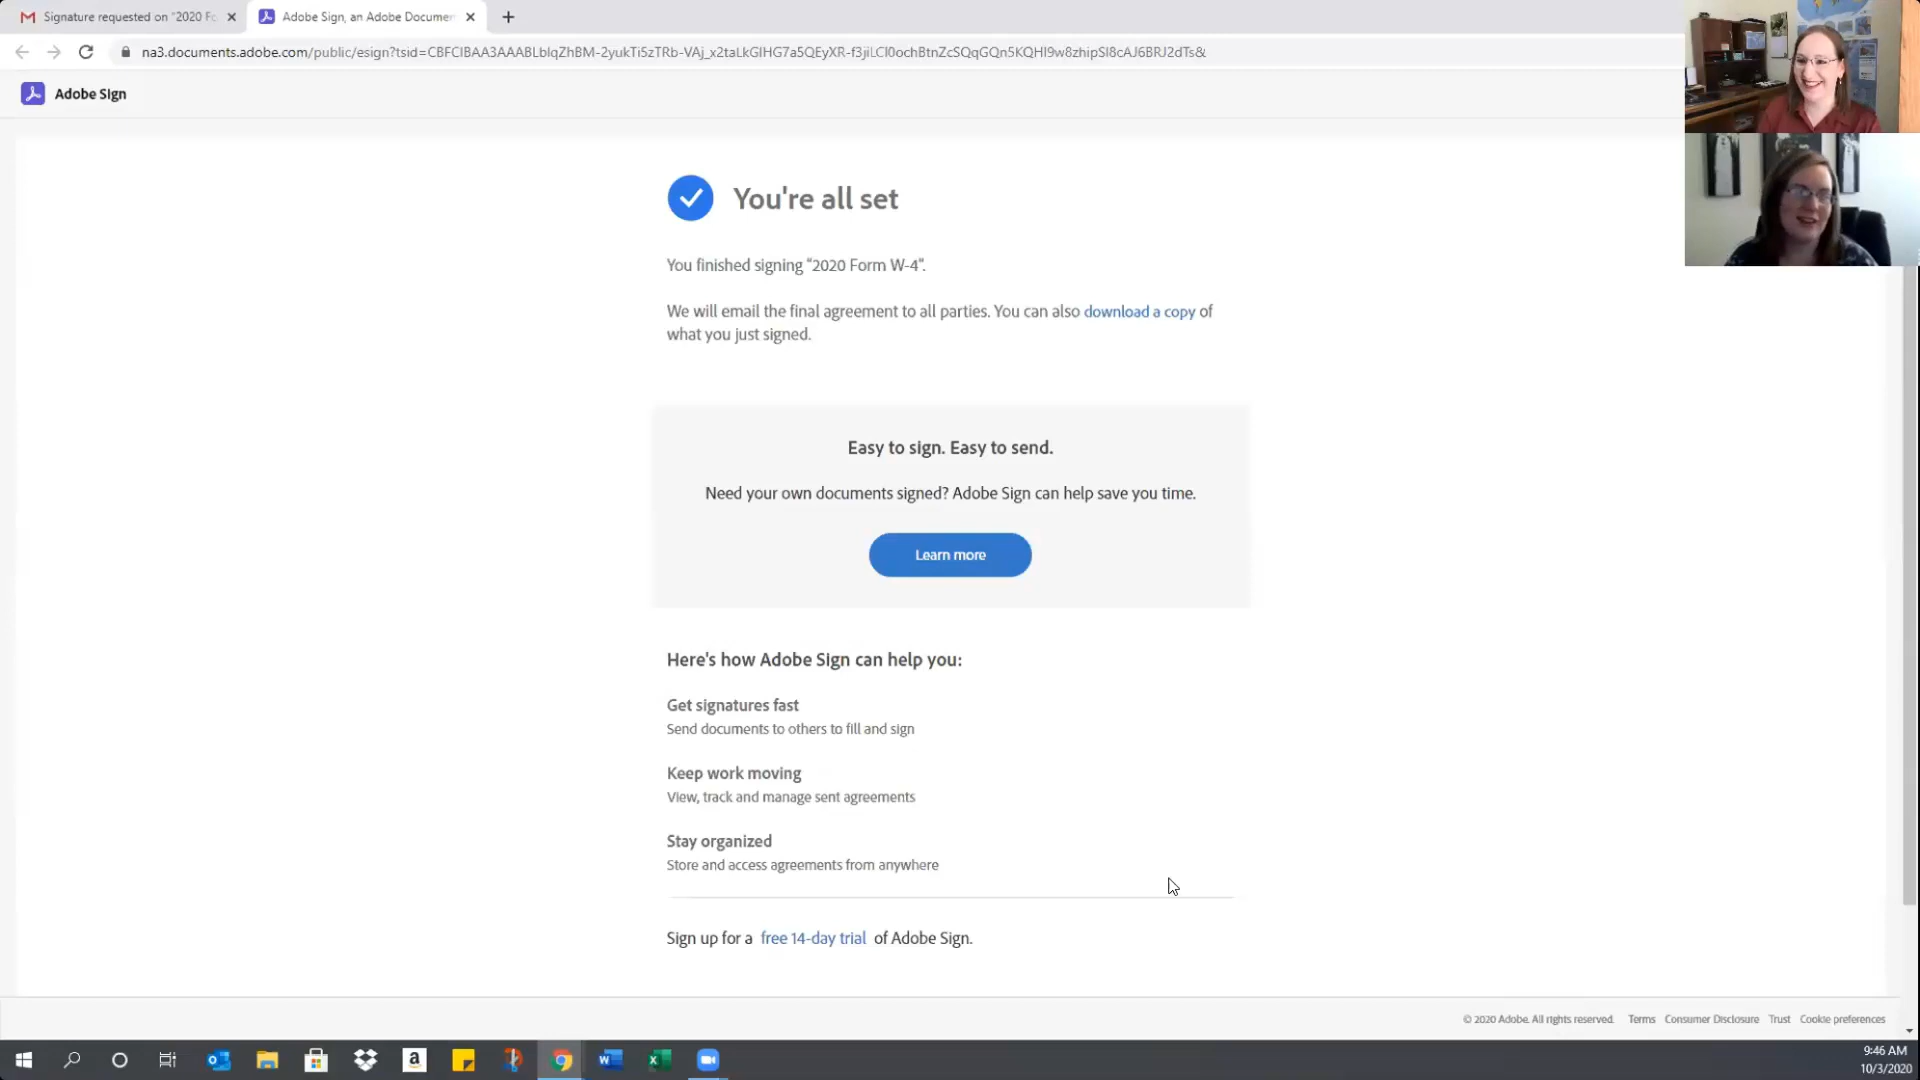 Signature requested on "2020 Fo
Adobe Sign, an Adobe Documen
na3.documents.adobe.com/public/esign?tsid=
Adobe Sign
You're all set
You finished signing "2020 Form W-4".
We will email the final agreement to all parties. You can also download a copy of
what you just signed.
Easy to sign. Easy to send.
Need your own documents signed? Adobe Sign can help save you time.
Learn more
Here's how Adobe Sign can help you:
Get signatures fast
Send documents to others to fill and sign
Keep work moving
View, track and manage sent agreements
Stay organized
Store and access agreements from anywhere
Sign up for a free 14-day trial of Adobe Sign.
© 2020 Adobe. All rights reserved. Terms Consumer Disclosure Trust Cookie preferences
9:46 AM
10/3/2020